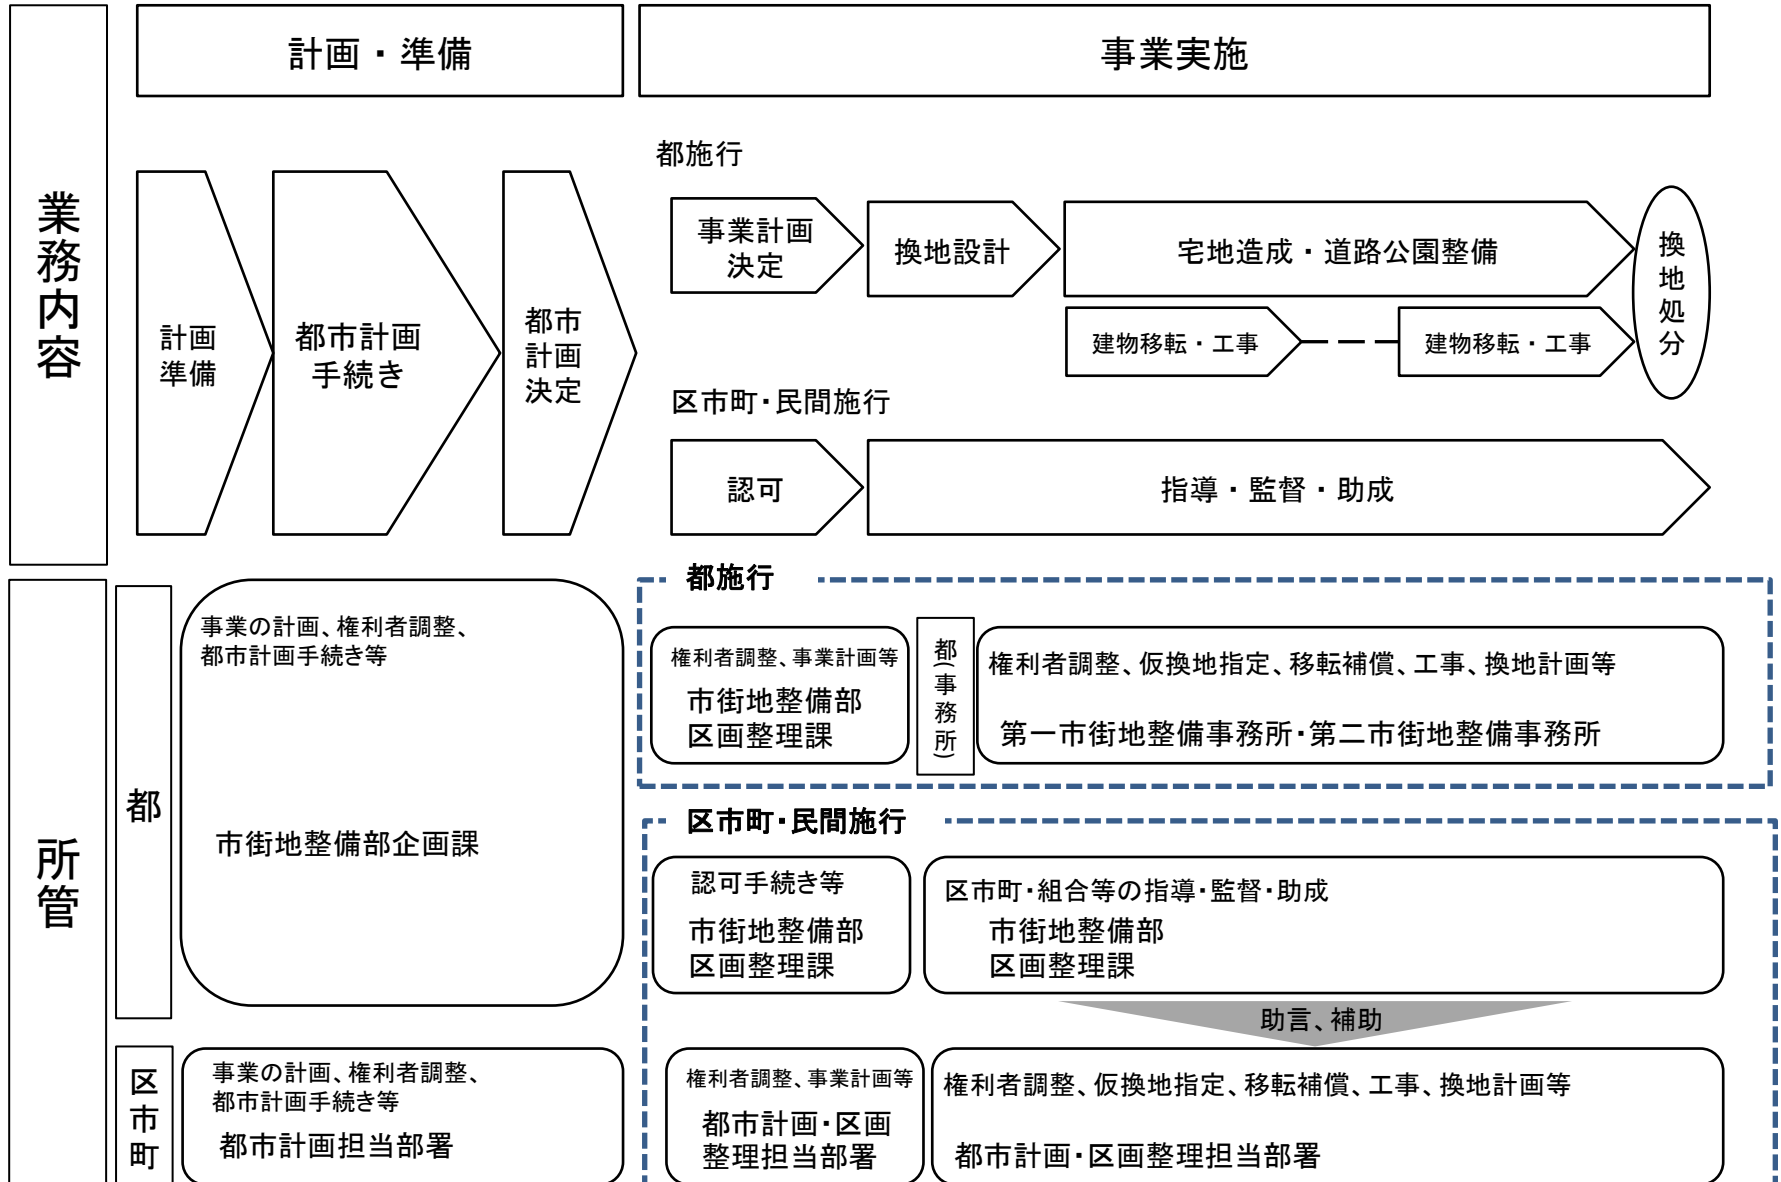 計画・準備
事業実施
業務内容
計画
準備
都市計画
手続き
都市
計画
決定
都施行
事業計画
決定
換地設計
宅地造成・道路公園整備
建物移転・工事
建物移転・工事
換地処分
区市町・民間施行
認可
指導・監督・助成
所管
都
事業の計画、権利者調整、
都市計画手続き等
市街地整備部企画課
都施行
権利者調整、事業計画等
市街地整備部
区画整理課
都(事務所)
権利者調整、仮換地指定、移転補償、工事、換地計画等
第一市街地整備事務所・第二市街地整備事務所
区市町・民間施行
認可手続き等
市街地整備部
区画整理課
区市町・組合等の指導・監督・助成
市街地整備部
区画整理課
助言、補助
区市町
事業の計画、権利者調整、
都市計画手続き等
都市計画担当部署
権利者調整、事業計画等
都市計画・区画
整理担当部署
権利者調整、仮換地指定、移転補償、工事、換地計画等
都市計画・区画整理担当部署